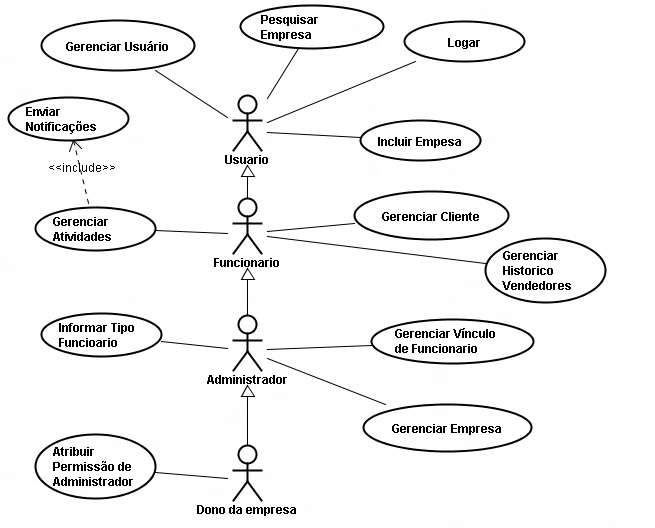 Pesquisar
Empresa
Gerenciar Usuário
Logar
Enviar
Notificações
Incluir Empesa
Usuario
<<include>>
Gerenciar
Atividades
Gerenciar Cliente
Funcionario
Gerenciar
Historico
Vendedores
Informar Tipo
Funcioario
Gerenciar Vínculo
de Funcionario
Administrador
Gerenciar Empresa
Atribuir
Permissão de
Administrador
Dono da empresa